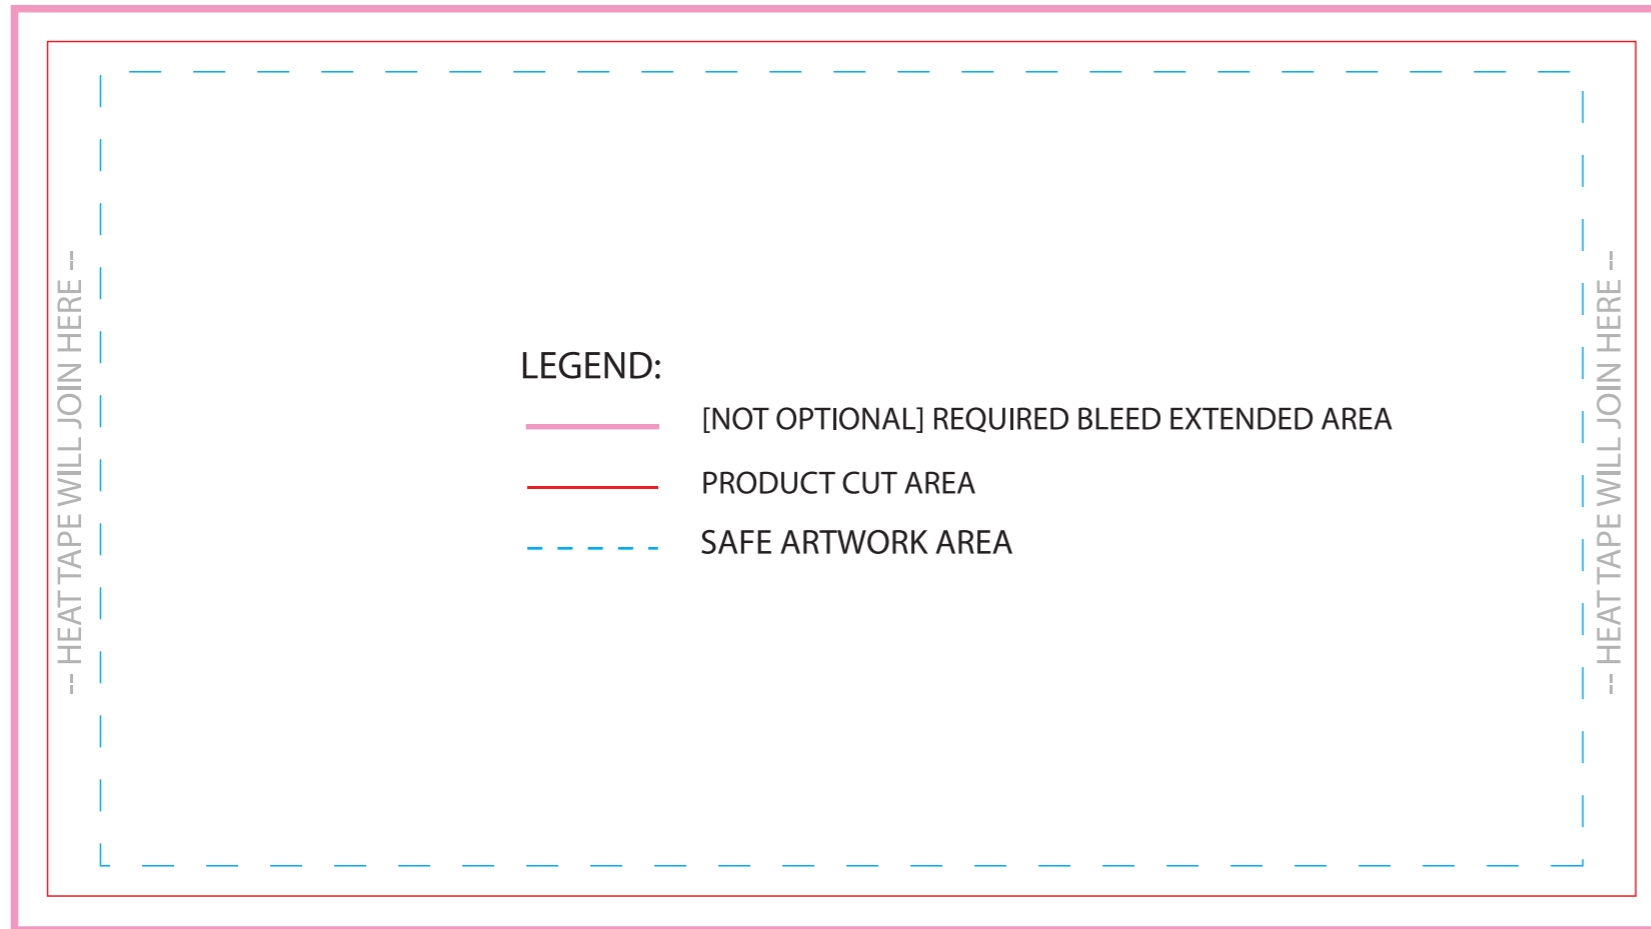 -- HEAT TAPE WILL JOIN HERE --
LEGEND:
[NOT OPTIONAL] REQUIRED BLEED EXTENDED AREA
PRODUCT CUT AREA
SAFE ARTWORK AREA
-- HEAT TAPE WILL JOIN HERE --